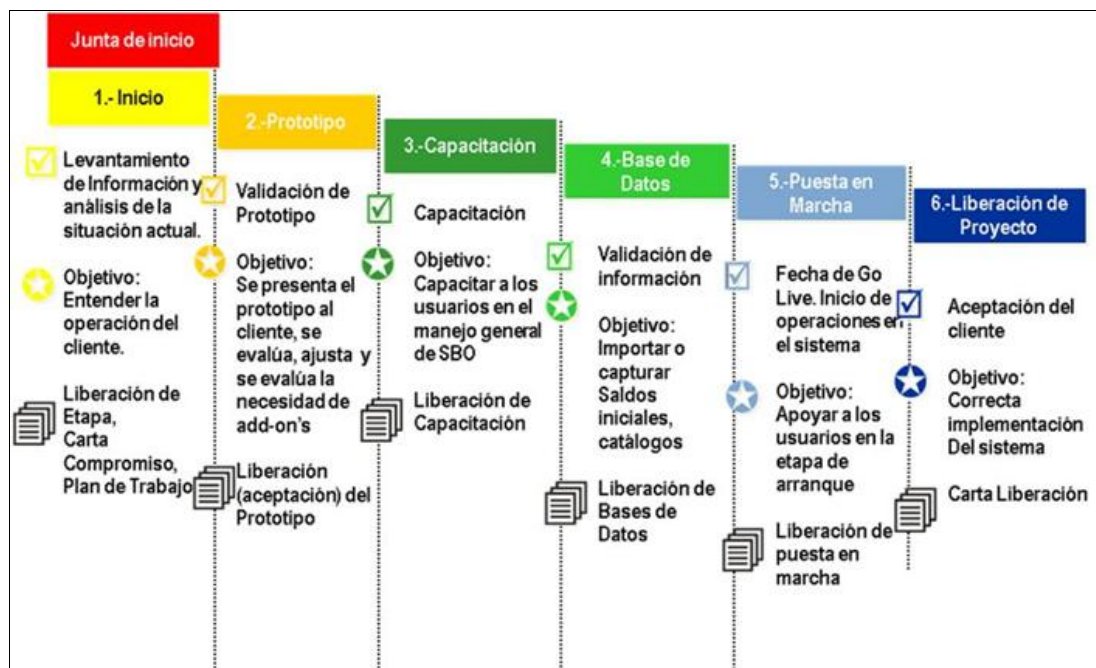 Junta de inicio
1.- Inicio
Levantamiento
de Información y
análisis de la
situación actual.
Objetivo:
Entender la
operación del
cliente.
Liberación de
Etapa,
Carta
Compromiso,
Plan de Trabajo
2.-Prototipo
Validación de
Prototipo
Objetivo:
Se presenta el
prototipo al
cliente, se
evalúa, ajusta y
se evalúa la
necesidad de
add-on's
Liberación
(aceptación) del
Prototipo
3.-Capacitación
Capacitación
Objetivo:
Capacitar a los
usuarios en el
manejo general
de SBO
Liberación de
Capacitación
4.-Base de
Datos
Validación de
información
Objetivo:
Importar o
capturar
Saldos
iniciales,
catálogos
Liberación de
Bases de
Datos
5.-Puesta en
Marcha
Fecha de Go
Live. Inicio de
operaciones en
el sistema
Objetivo:
Apoyar a los
usuarios en la
etapa de
arranque
Liberación de
puesta en
marcha
6.-Liberación de
Proyecto
Aceptación del
cliente
Objetivo:
Correcta
implementación
Del sistema
Carta Liberación